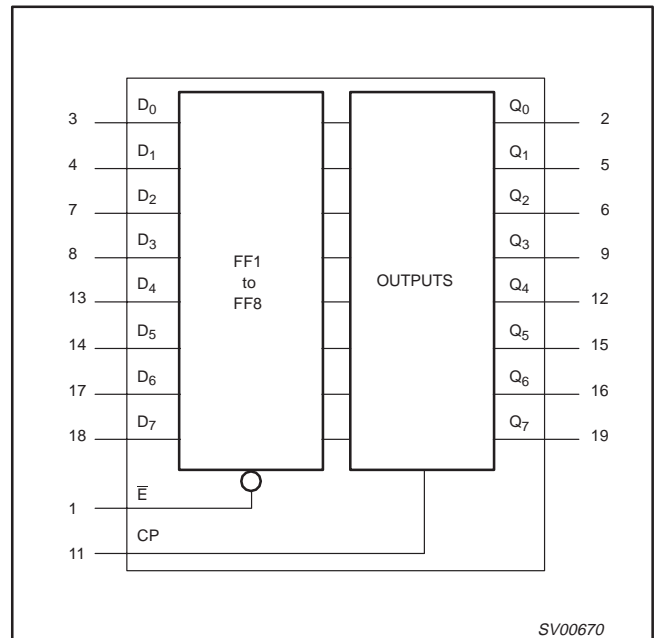 3 D0 Q0 2
4 D1 Q1 5
7 D2 Q2 6
8 D3 Q3 9
FF1
to
FF8
OUTPUTS
13 D4 Q4 12
14 D5 Q5 15
17 D6 Q6 16
18 D7 Q7 19
1 E̅
11 CP
SV00670